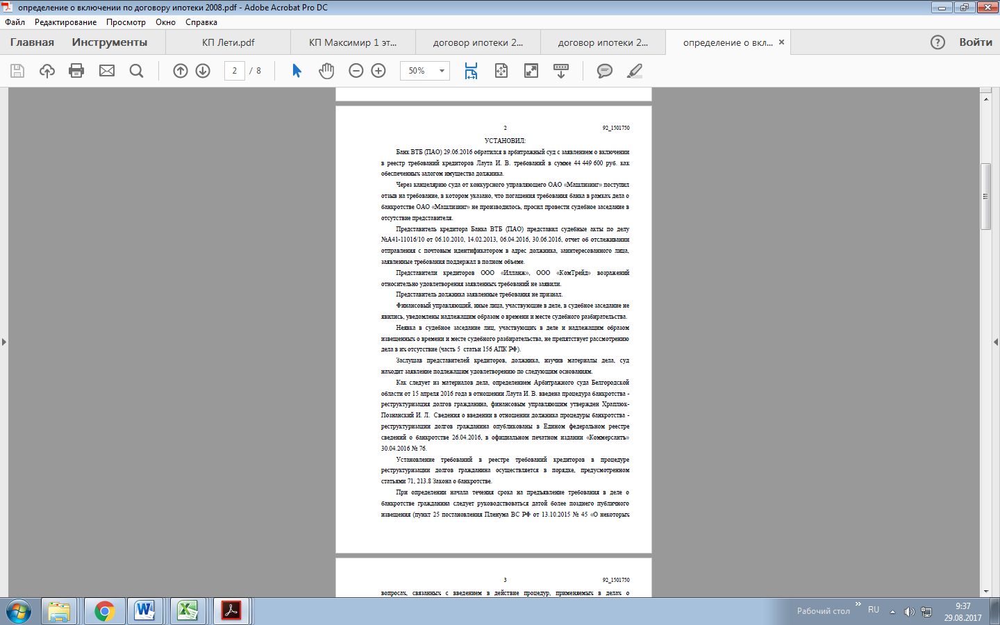 определение о включении по договору ипотеки 2008.pdf - Adobe Acrobat Pro DC
Файл Редактирование Просмотр Окно Справка
Главная Инструменты КП Лети.pdf КП Максимир 1 эт... договор ипотеки 2... договор ипотеки 2... определение о вкл... × ? Войти
2 / 8 50%
2 92_1501750
УСТАНОВИЛ:
Банк ВТБ (ПАО) 29.06.2016 обратился в арбитражный суд с заявлением о включении
в реестр требований кредиторов Лаута И. В. требований в сумме 44 449 600 руб. как
обеспеченных залогом имущества должника.
Через канцелярию суда от конкурсного управляющего ОАО «Машлизинг» поступил
отзыв на требование, в котором указано, что погашения требования банка в рамках дела о
банкротстве ОАО «Машлизинг» не производилось, просил провести судебное заседание в
отсутствие представителя.
Представитель кредитора Банка ВТБ (ПАО) представил судебные акты по делу
№А41-11016/10 от 06.10.2010, 14.02.2013, 06.04.2016, 30.06.2016, отчет об отслеживании
отправления с почтовым идентификатором в адрес должника, заинтересованного лица,
заявленные требования поддержал в полном объеме.
Представители кредиторов ООО «Илланж», ООО «КомТрейд» возражений
относительно удовлетворения заявленных требований не заявили.
Представитель должника заявленные требования не признал.
Финансовый управляющий, иные лица, участвующие в деле, в судебное заседание не
явились, уведомлены надлежащим образом о времени и месте судебного разбирательства.
Неявка в судебное заседание лиц, участвующих в деле и надлежащим образом
извещенных о времени и месте судебного разбирательства, не препятствует рассмотрению
дела в их отсутствие (часть 5 статьи 156 АПК РФ).
Заслушав представителей кредиторов, должника, изучив материалы дела, суд
находит заявление подлежащим удовлетворению по следующим основаниям.
Как следует из материалов дела, определением Арбитражного суда Белгородской
области от 15 апреля 2016 года в отношении Лаута И. В. введена процедура банкротства -
реструктуризация долгов гражданина, финансовым управляющим утвержден Храплюк-
Познанский И. Л. Сведения о введении в отношении должника процедуры банкротства -
реструктуризации долгов гражданина опубликованы в Едином федеральном реестре
сведений о банкротстве 26.04.2016, в официальном печатном издании «Коммерсантъ»
30.04.2016 № 76.
Установление требований в реестре требований кредиторов в процедуре
реструктуризации долгов гражданина осуществляется в порядке, предусмотренном
статьями 71, 213.8 Закона о банкротстве.
При определении начала течения срока на предъявление требования в деле о
банкротстве гражданина следует руководствоваться датой более позднего публичного
извещения (пункт 25 постановления Пленума ВС РФ от 13.10.2015 № 45 «О некоторых
3 92_1501750
вопросах, связанных с введением в действие процедур, применяемых в делах о
Рабочий стол » RU 9:37
29.08.2017